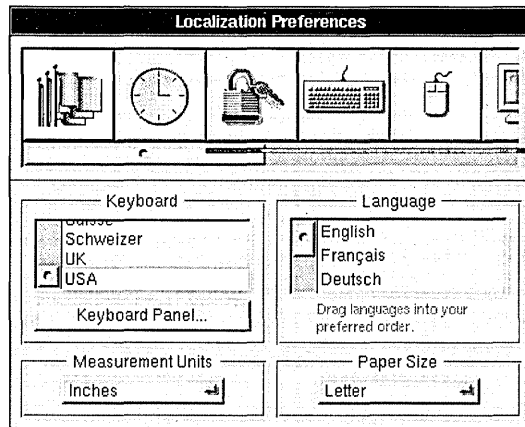 Localization Preferences
Keyboard
Suisse
Schweizer
UK
USA
Keyboard Panel...
Language
English
Français
Deutsch
Drag languages into your
preferred order.
Measurement Units
Inches
Paper Size
Letter